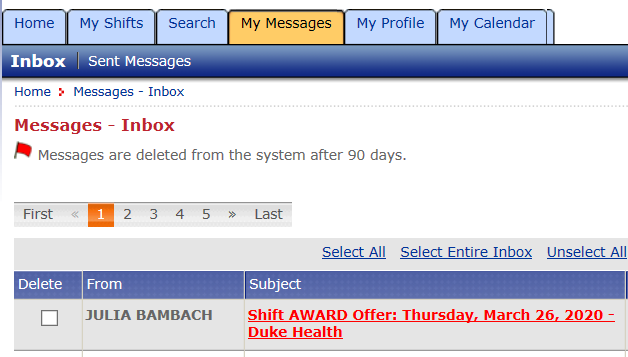 Home My Shifts Search My Messages My Profile My Calendar
Inbox Sent Messages
Home Messages - Inbox
Messages - Inbox
Messages are deleted from the system after 90 days.
First « 1 2 3 4 5 » Last
Select All Select Entire Inbox Unselect All
Delete From Subject
JULIA BAMBACH Shift AWARD Offer: Thursday, March 26, 2020 -
Duke Health